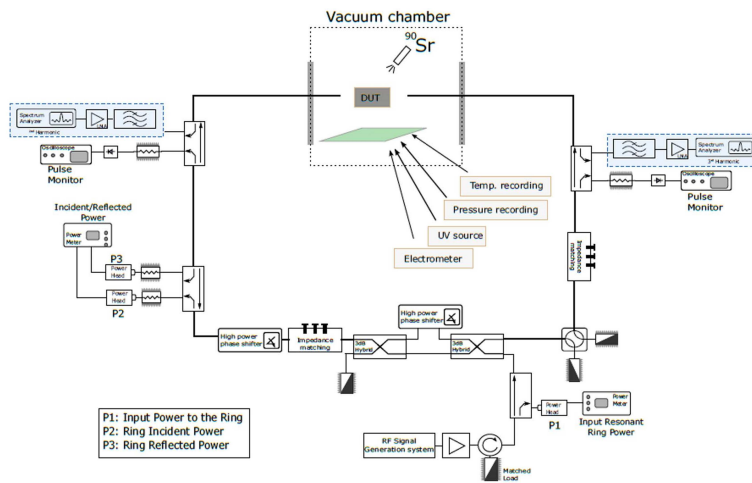 Vacuum chamber
90
Sr
DUT
Spectrum
Analyzer
LNA
Harmonic
Oscilloscope
Pulse
Monitor
Incident/Reflected
Power
Power
Meter
P3
Power
Head
Power
Head
P2
Temp. recording
Pressure recording
UV source
Electrometer
LNA
Spectrum
Analyzer
3rd Harmonic
Oscilloscope
Pulse
Monitor
Impedance
matching
High power
phase shifter
Impedance
matching
High power
phase shifter
3dB
Hybrid
3dB
Hybrid
P1: Input Power to the Ring
P2: Ring Incident Power
P3: Ring Reflected Power
RF Signal
Generation system
Matched
Load
Power
Head
P1
Power
Meter
Input Resonant
Ring Power